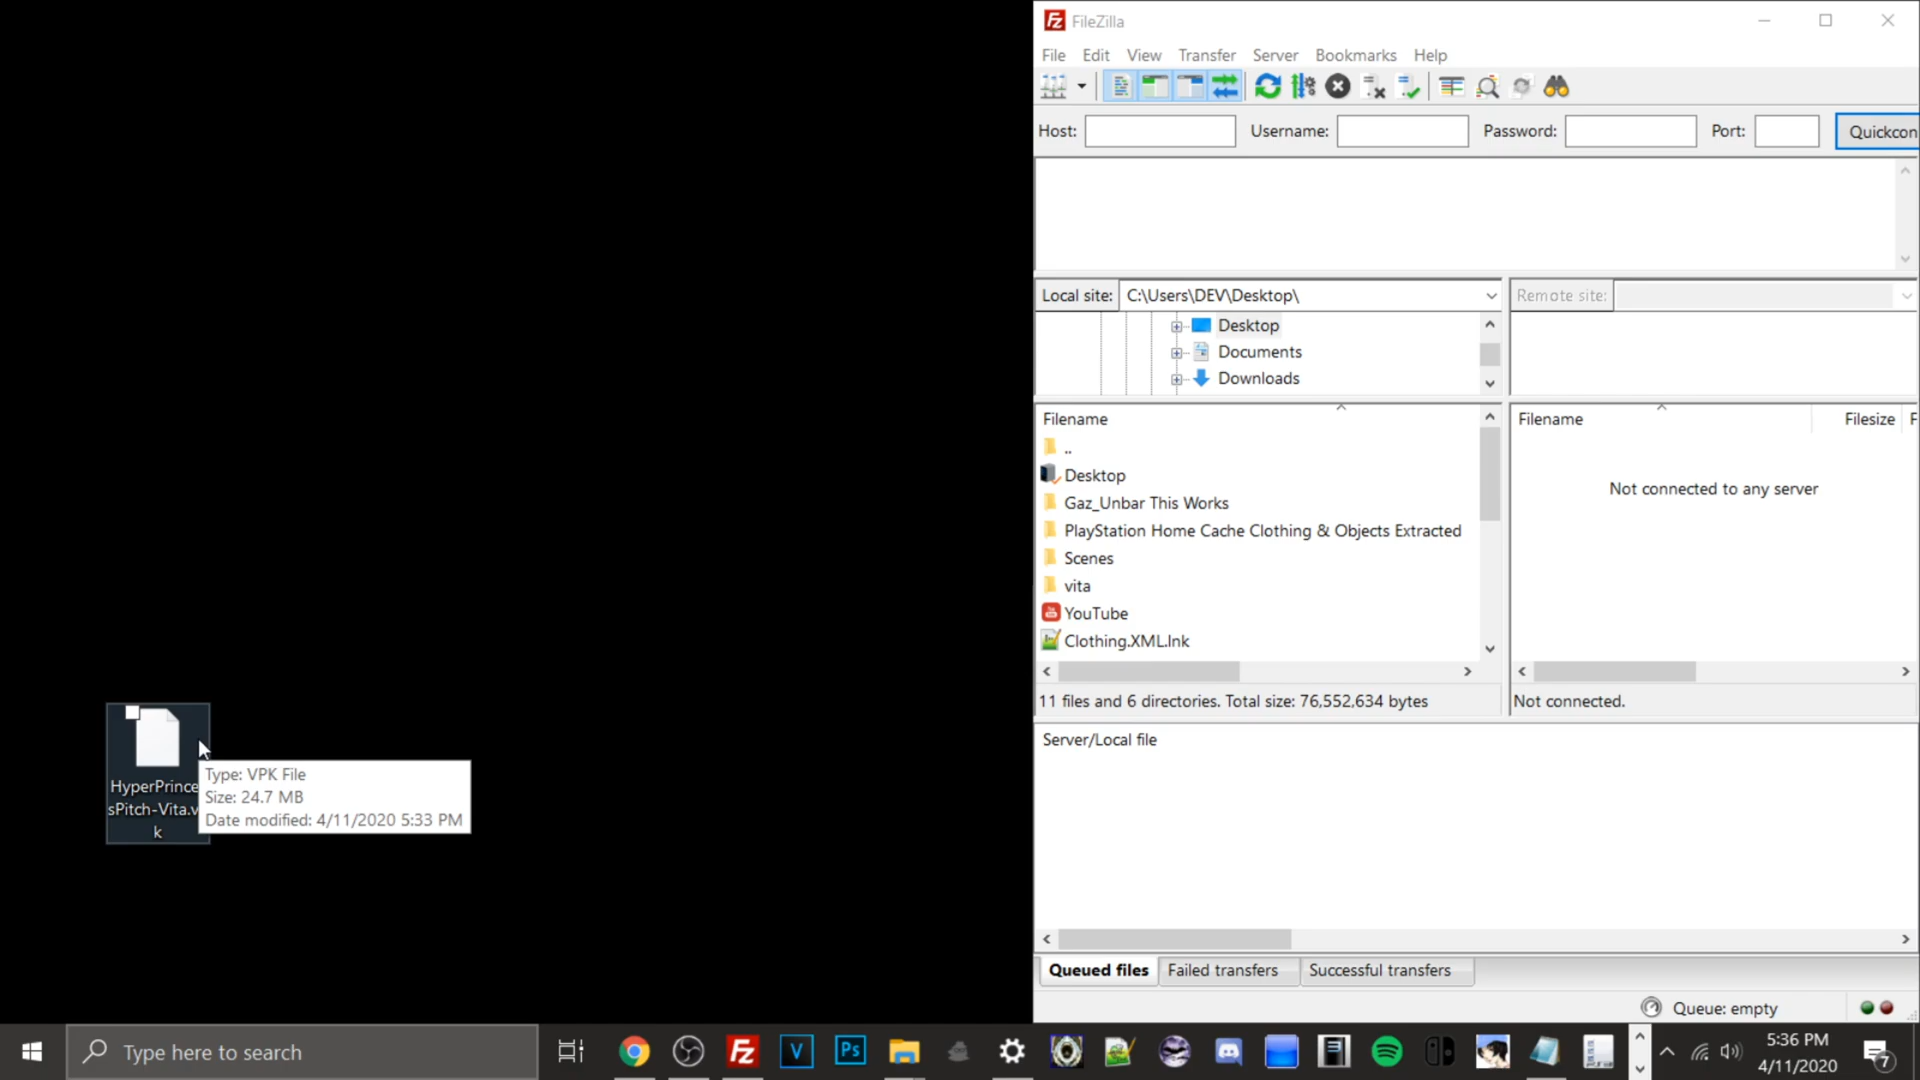 FileZilla
File Edit View Transfer Server Bookmarks Help
Host: Username: Password: Port: Quickcon
Local site: C:\Users\DEV\Desktop\
Remote site:
Desktop
Documents
Downloads
Filename
..
Desktop
Gaz_Unbar This Works
PlayStation Home Cache Clothing & Objects Extracted
Scenes
vita
YouTube
Clothing.XML.lnk
11 files and 6 directories. Total size: 76,552,634 bytes
Filename Filesize F
Not connected to any server
Not connected.
Server/Local file
Queued files Failed transfers Successful transfers
Queue: empty
HyperPrince
sPitch-Vita.v
k
Type: VPK File
Size: 24.7 MB
Date modified: 4/11/2020 5:33 PM
Type here to search
V
Ps
5:36 PM
4/11/2020
7